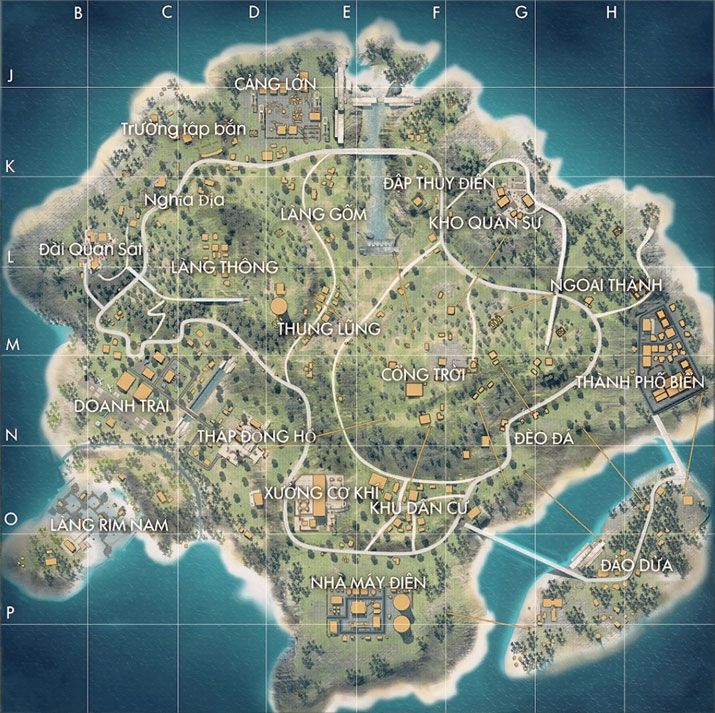 B C D E F G H
J
CẢNG LỚN
Trường tập bắn
K
ĐẬP THỦY ĐIỆN
Nghĩa Địa
LÀNG GỐM
KHO QUÂN SỰ
Đài Quan Sát
L
LÀNG THÔNG
NGOẠI THÀNH
THUNG LŨNG
M
CỔNG TRỜI
THÀNH PHỐ BIỂN
DOANH TRẠI
N
THÁP ĐỒNG HỒ
ĐÈO ĐÁ
XƯỞNG CƠ KHÍ
KHU DÂN CƯ
O
LÀNG RIM NAM
ĐẢO DỪA
NHÀ MÁY ĐIỆN
P